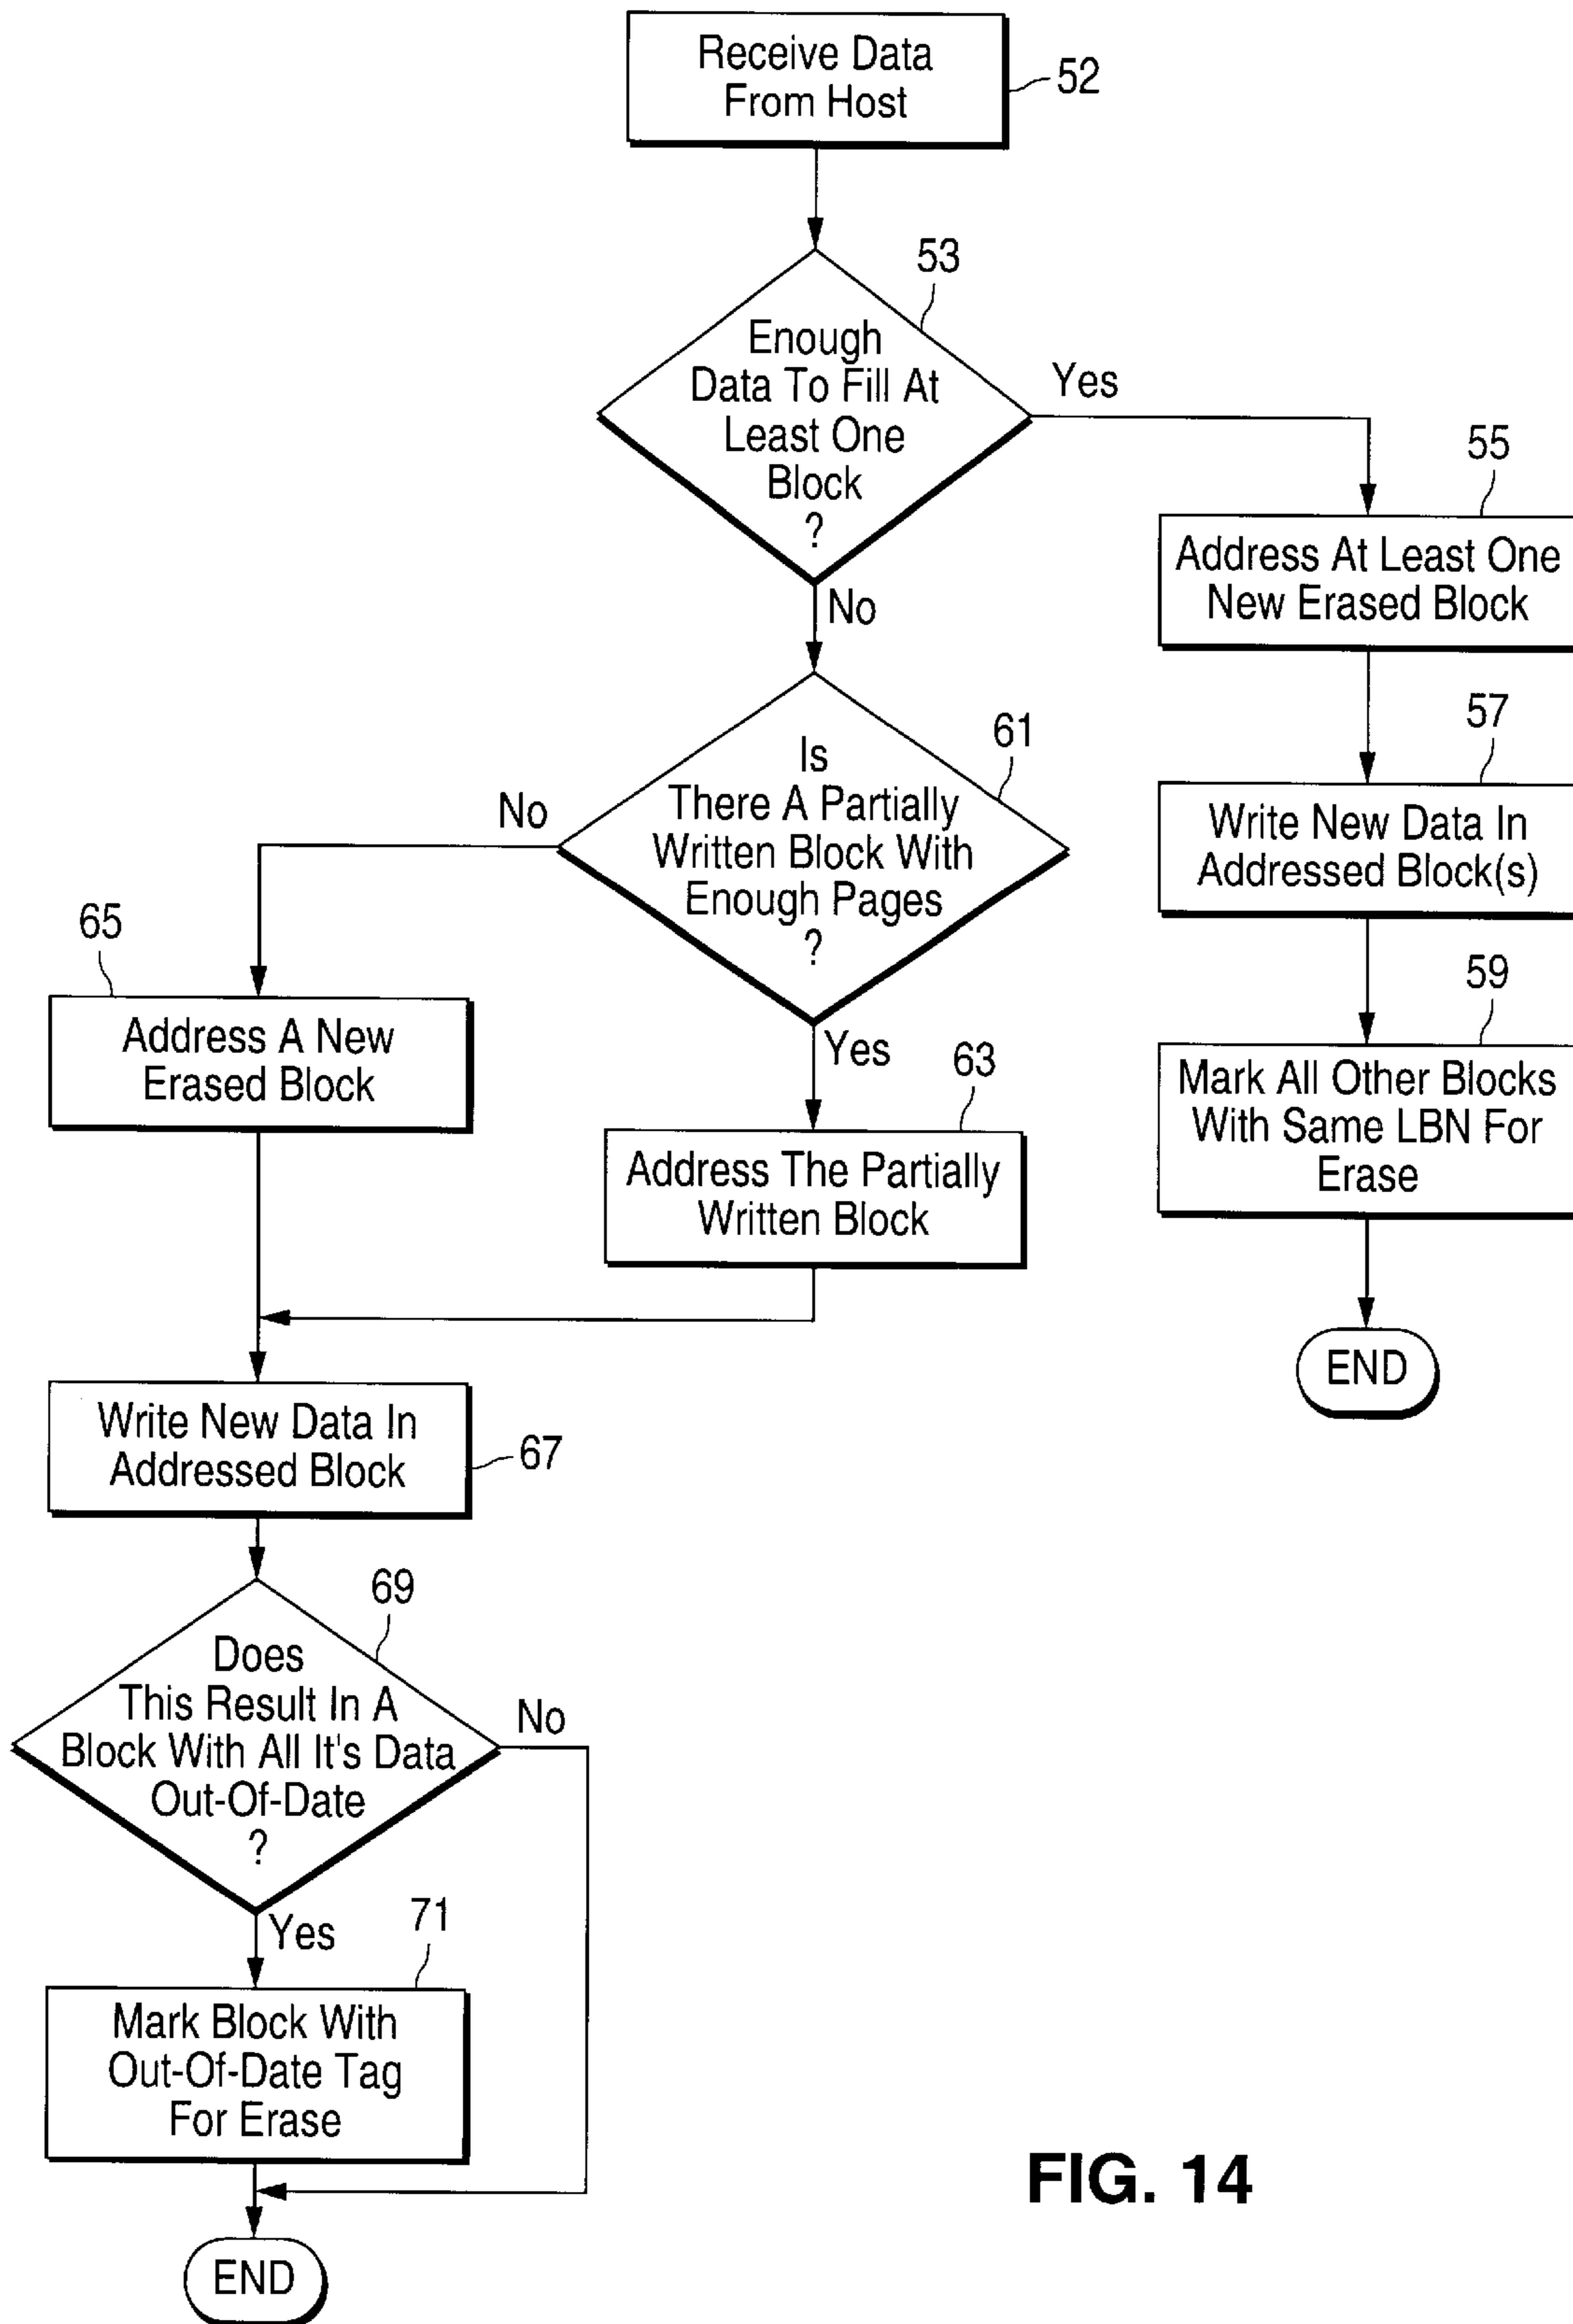 Receive Data
From Host
52
53
Enough
Data To Fill At
Least One
Block
?
Yes
No
55
Address At Least One
New Erased Block
57
Write New Data In
Addressed Block(s)
59
Mark All Other Blocks
With Same LBN For
Erase
END
61
Is
There A Partially
Written Block With
Enough Pages
?
No
Yes
65
Address A New
Erased Block
63
Address The Partially
Written Block
Write New Data In
Addressed Block
67
69
Does
This Result In A
Block With All It's Data
Out-Of-Date
?
No
Yes
71
Mark Block With
Out-Of-Date Tag
For Erase
END
FIG. 14